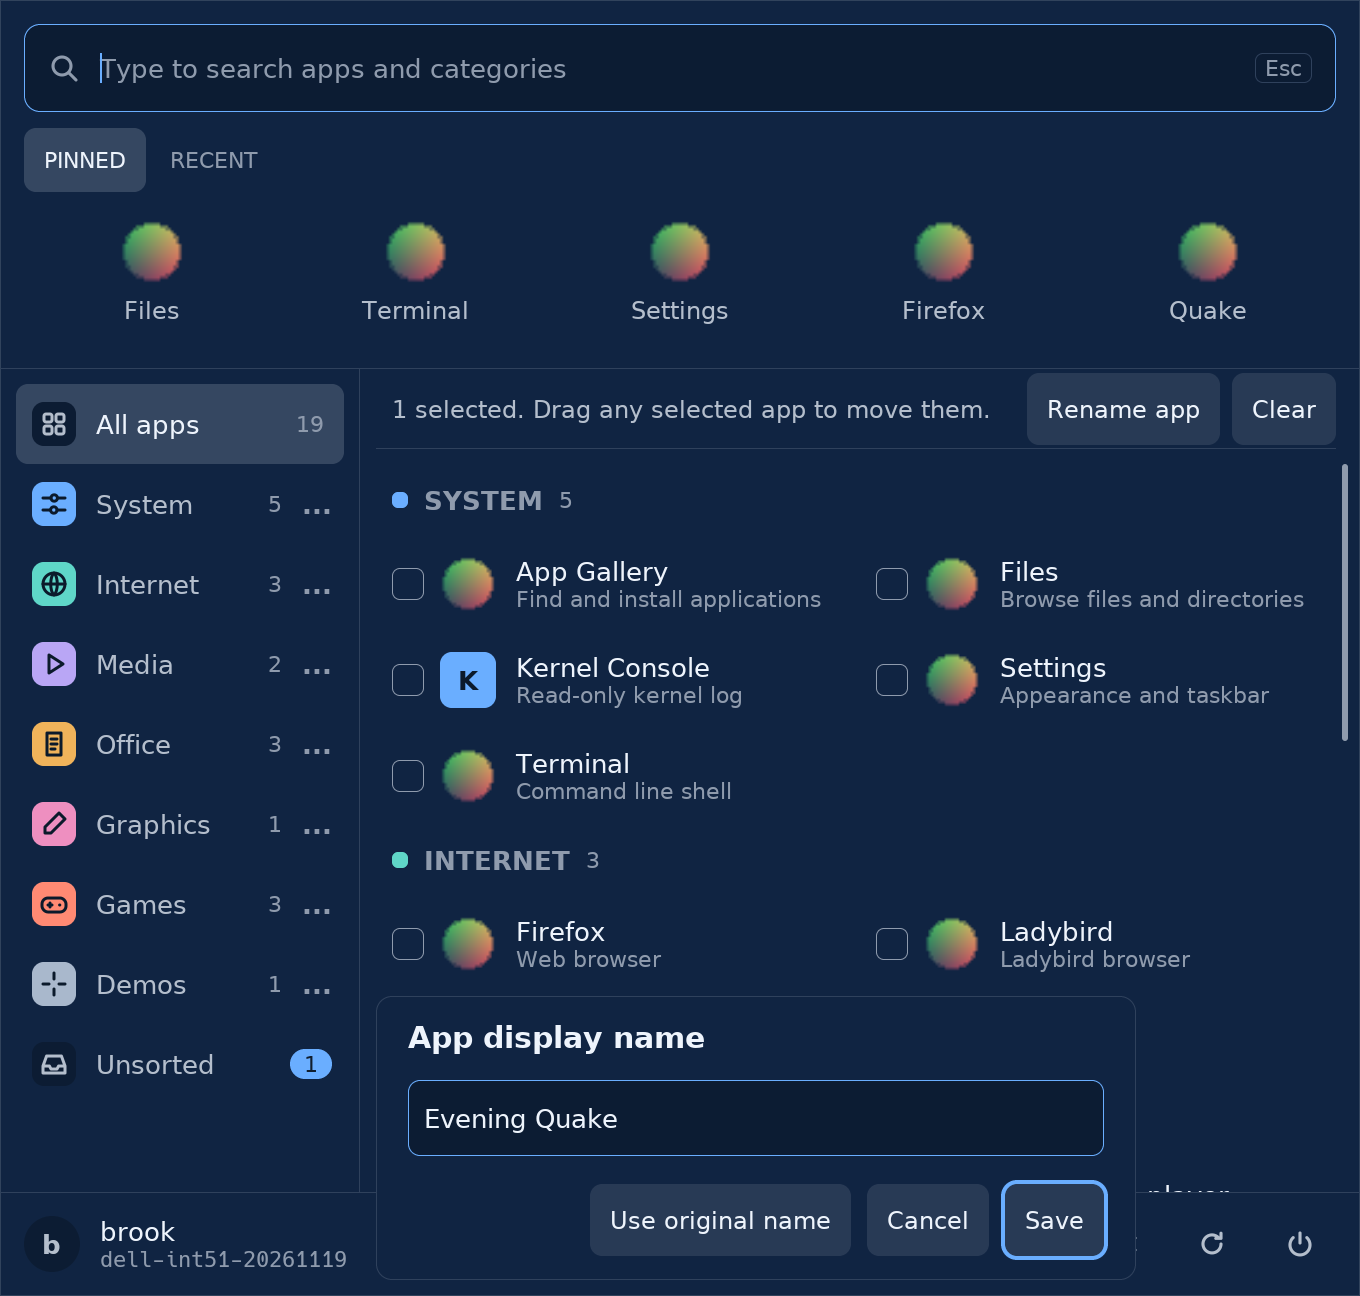 Type to search apps and categories
Esc
PINNED
RECENT
Files
Terminal
Settings
Firefox
Quake
All apps 19
System 5 ...
Internet 3 ...
Media 2 ...
Office 3 ...
Graphics 1 ...
Games 3 ...
Demos 1 ...
Unsorted 1
1 selected. Drag any selected app to move them.
Rename app
Clear
SYSTEM 5
App Gallery
Find and install applications
Files
Browse files and directories
K
Kernel Console
Read-only kernel log
Settings
Appearance and taskbar
Terminal
Command line shell
INTERNET 3
Firefox
Web browser
Ladybird
Ladybird browser
App display name
Evening Quake
Use original name
Cancel
Save
b
brook
dell-int51-20261119